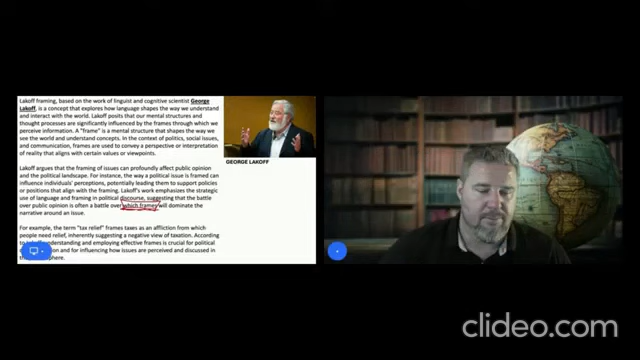 Lakoff framing, based on the work of linguist and cognitive scientist George
Lakoff, is a concept that explores how language shapes the way we understand
and interact with the world. Lakoff posits that our mental structures and
thought processes are significantly influenced by the frames through which we
perceive information. A "frame" is a mental structure that shapes the way we
see the world and understand concepts. In the context of politics, social issues,
and communication, frames are used to convey a perspective or interpretation
of reality that aligns with certain values or viewpoints.
GEORGE LAKOFF
Lakoff argues that the framing of issues can profoundly affect public opinion
and the political landscape. For instance, the way a political issue is framed can
influence individuals' perceptions, potentially leading them to support policies
or positions that align with the framing. Lakoff's work emphasizes the strategic
use of language and framing in political discourse, suggesting that the battle
over public opinion is often a battle over which frames will dominate the
narrative around an issue.
For example, the term "tax relief" frames taxes as an affliction from which
people need relief, inherently suggesting a negative view of taxation. According
to understanding and employing effective frames is crucial for political
and for influencing how issues are perceived and discussed in
clideo.com